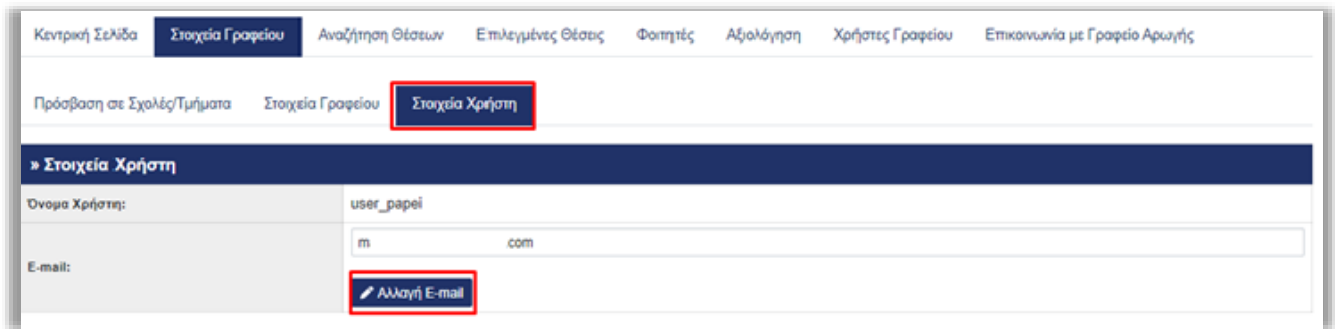 Κεντρική Σελίδα Στοιχεία Γραφείου Αναζήτηση Θέσεων Επιλεγμένες Θέσεις Φοιτητές Αξιολόγηση Χρήστες Γραφείου Επικοινωνία με Γραφείο Αρωγής
Πρόσβαση σε Σχολές/Τμήματα Στοιχεία Γραφείου Στοιχεία Χρήστη
» Στοιχεία Χρήστη
Όνομα Χρήστη: user_papei
E-mail: m .com
Αλλαγή E-mail